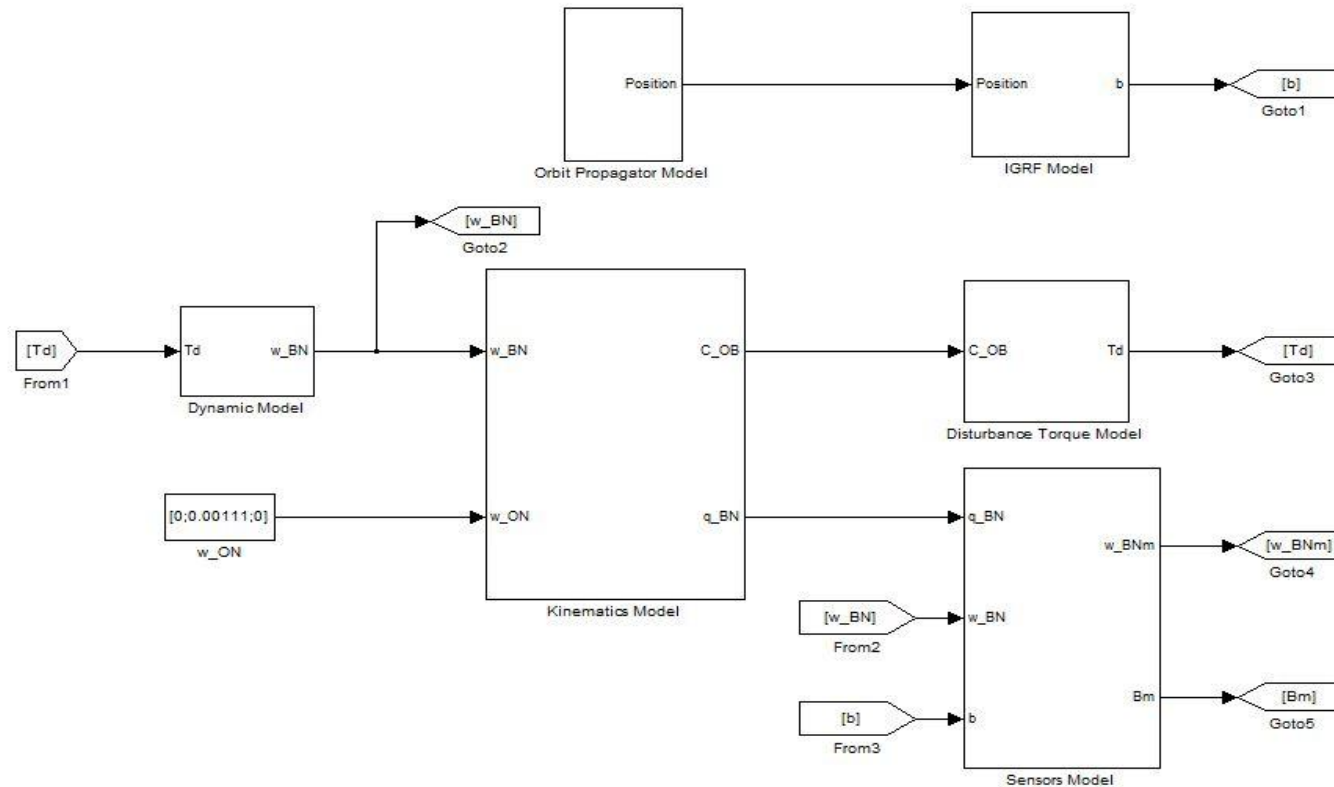 Position
Orbit Propagator Model
Position
b
IGRF Model
[b]
Goto1
[w_BN]
Goto2
[Td]
From1
Td
w_BN
Dynamic Model
[0;0.00111;0]
w_ON
w_BN
C_OB
w_ON
q_BN
Kinematics Model
C_OB
Td
Disturbance Torque Model
[Td]
Goto3
q_BN
w_BNm
w_BN
Bm
b
Sensors Model
[w_BN]
From2
[b]
From3
[w_BNm]
Goto4
[Bm]
Goto5